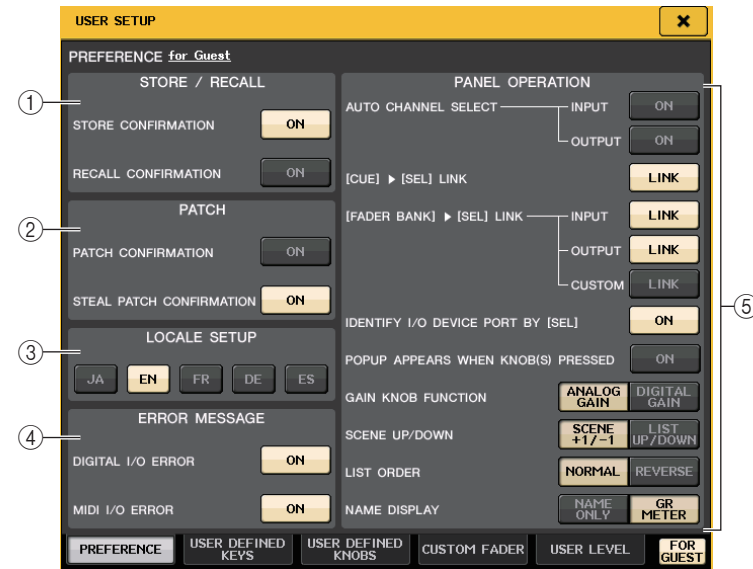 USER SETUP
PREFERENCE for Guest
STORE / RECALL
①
STORE CONFIRMATION ON
RECALL CONFIRMATION ON
PATCH
②
PATCH CONFIRMATION ON
STEAL PATCH CONFIRMATION ON
LOCALE SETUP
③
JA EN FR DE ES
ERROR MESSAGE
④
DIGITAL I/O ERROR ON
MIDI I/O ERROR ON
PANEL OPERATION
AUTO CHANNEL SELECT INPUT ON
OUTPUT ON
[CUE] ▶ [SEL] LINK LINK
[FADER BANK] ▶ [SEL] LINK INPUT LINK
OUTPUT LINK
CUSTOM LINK
⑤
IDENTIFY I/O DEVICE PORT BY [SEL] ON
POPUP APPEARS WHEN KNOB(S) PRESSED ON
GAIN KNOB FUNCTION ANALOG GAIN DIGITAL GAIN
SCENE UP/DOWN SCENE +1/-1 LIST UP/DOWN
LIST ORDER NORMAL REVERSE
NAME DISPLAY NAME ONLY GR METER
PREFERENCE USER DEFINED KEYS USER DEFINED KNOBS CUSTOM FADER USER LEVEL FOR GUEST